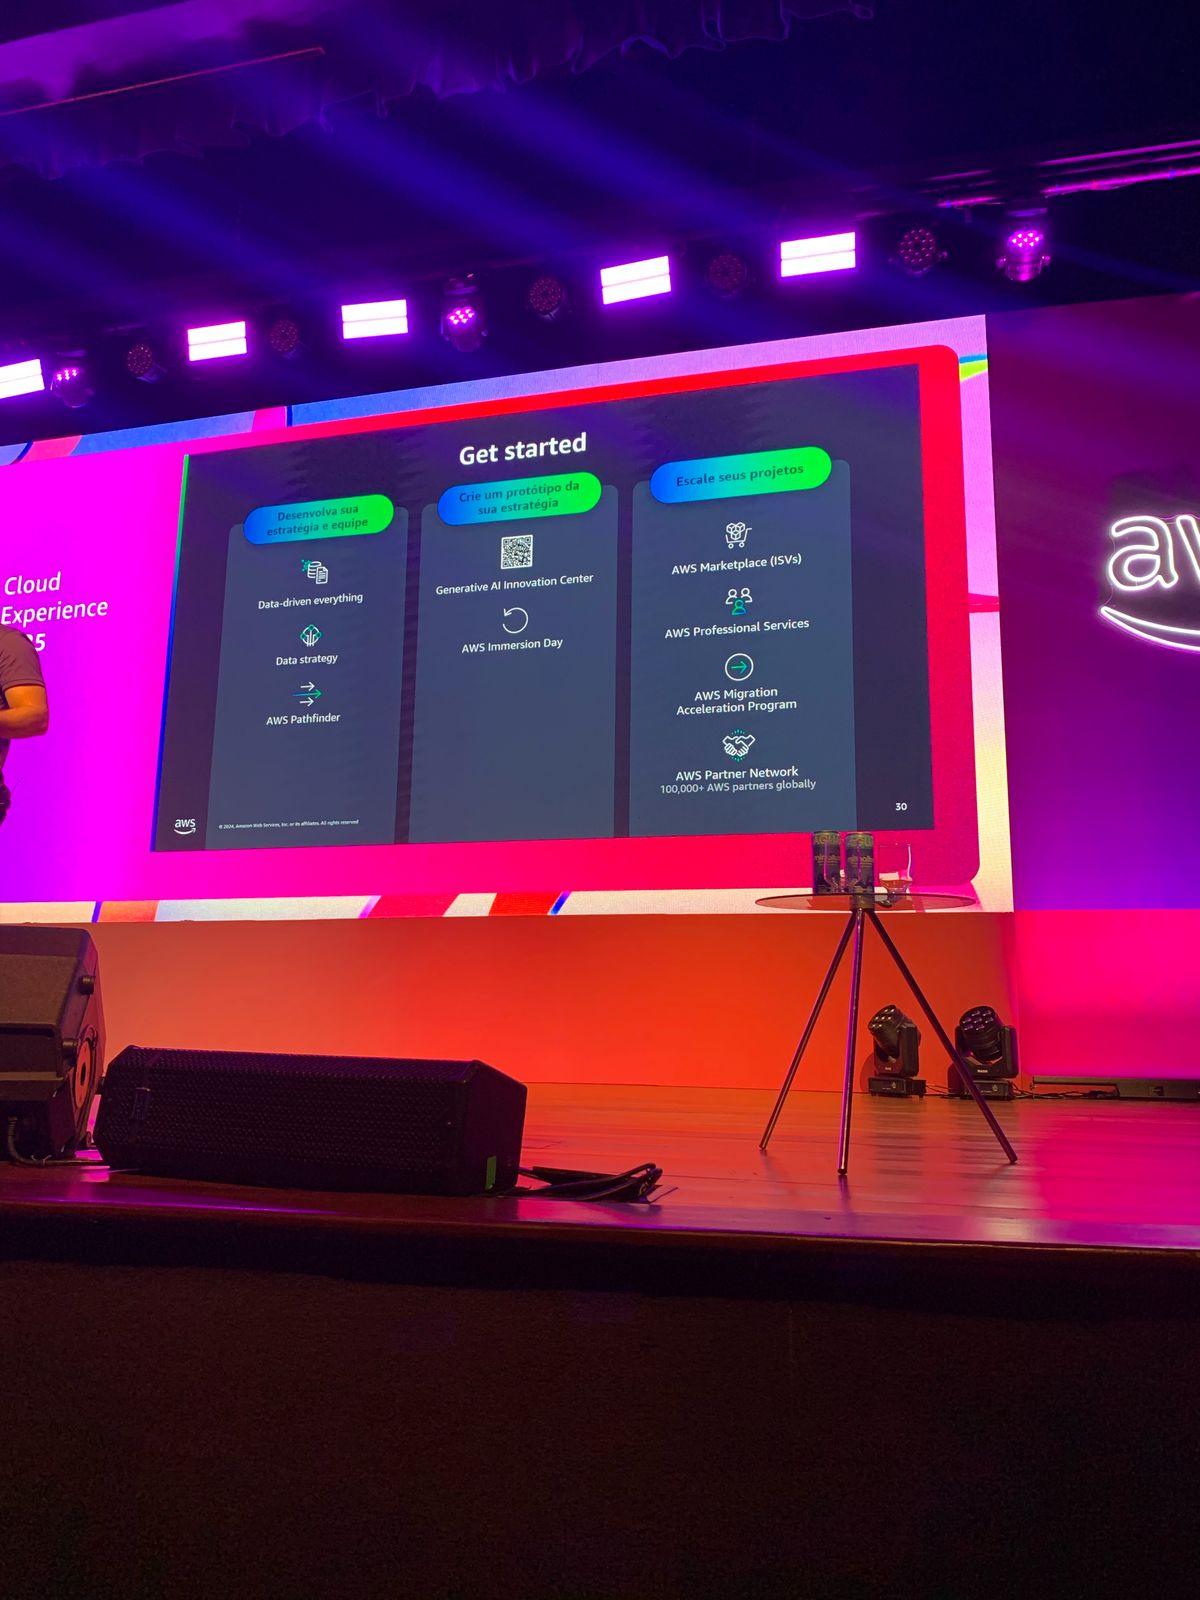 Cloud
Experience
Get started
Desenvolva sua
estratégia e equipe
Data-driven everything
Data strategy
AWS Pathfinder
Crie um protótipo da
sua estratégia
Generative AI Innovation Center
AWS Immersion Day
Escale seus projetos
AWS Marketplace (ISVs)
AWS Professional Services
AWS Migration
Acceleration Program
AWS Partner Network
100,000+ AWS partners globally
aws
© 2024, Amazon Web Services, Inc. or its affiliates. All rights reserved
30